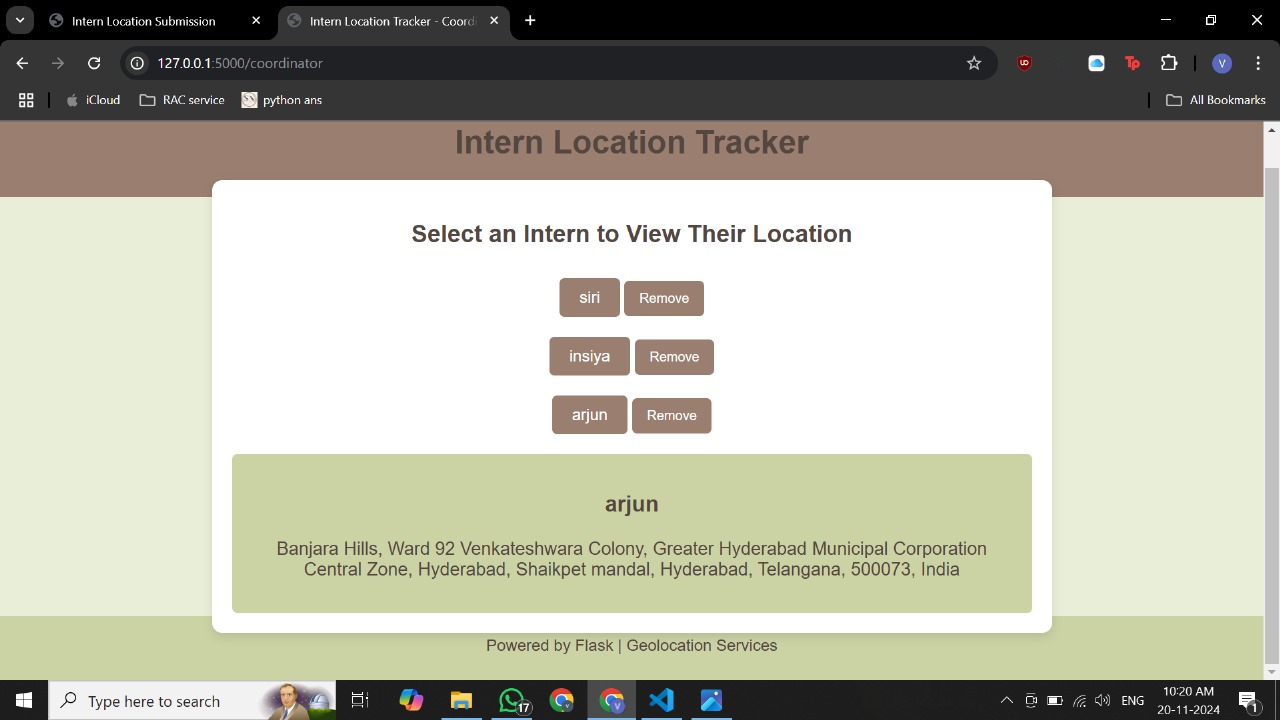 Intern Location Submission
Intern Location Tracker - Coordi
127.0.0.1:5000/coordinator
iCloud
RAC service
python ans
All Bookmarks
Intern Location Tracker
Select an Intern to View Their Location
siri Remove
insiya Remove
arjun Remove
arjun
Banjara Hills, Ward 92 Venkateshwara Colony, Greater Hyderabad Municipal Corporation
Central Zone, Hyderabad, Shaikpet mandal, Hyderabad, Telangana, 500073, India
Powered by Flask | Geolocation Services
Type here to search
17
ENG
10:20 AM
20-11-2024
1